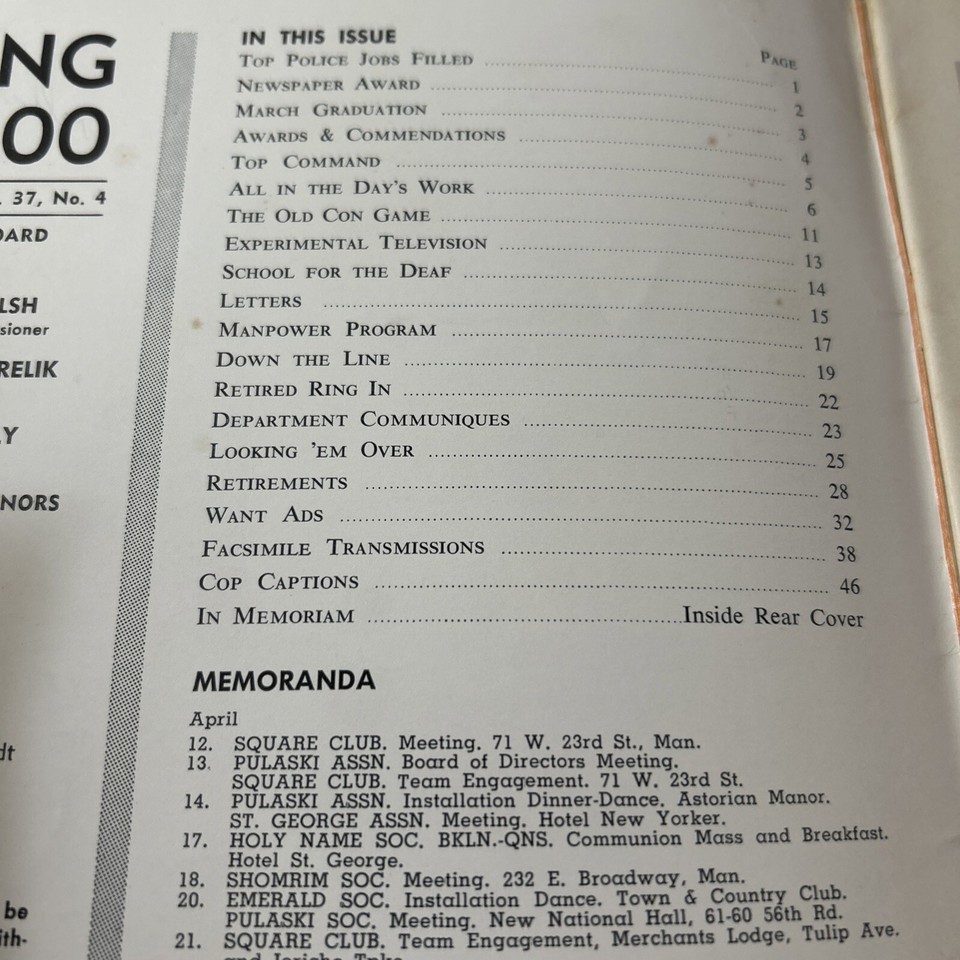 NG
00
. 37, No. 4
OARD
LSH
sioner
RELIK
Y
NORS
dt
be
ith-
IN THIS ISSUE
Page
Top Police Jobs Filled 1
Newspaper Award 2
March Graduation 3
Awards & Commendations 4
Top Command 5
All in the Day's Work 6
The Old Con Game 11
Experimental Television 13
School for the Deaf 14
Letters 15
Manpower Program 17
Down the Line 19
Retired Ring In 22
Department Communiques 23
Looking 'em Over 25
Retirements 28
Want Ads 32
Facsimile Transmissions 38
Cop Captions 46
In Memoriam Inside Rear Cover
MEMORANDA
April
12. SQUARE CLUB. Meeting. 71 W. 23rd St., Man.
13. PULASKI ASSN. Board of Directors Meeting.
SQUARE CLUB. Team Engagement. 71 W. 23rd St.
14. PULASKI ASSN. Installation Dinner-Dance. Astorian Manor.
ST. GEORGE ASSN. Meeting. Hotel New Yorker.
17. HOLY NAME SOC. BKLN.-QNS. Communion Mass and Breakfast.
Hotel St. George.
18. SHOMRIM SOC. Meeting. 232 E. Broadway, Man.
20. EMERALD SOC. Installation Dance. Town & Country Club.
PULASKI SOC. Meeting. New National Hall, 61-60 56th Rd.
21. SQUARE CLUB. Team Engagement, Merchants Lodge, Tulip Ave.
and Jericho Tpke.